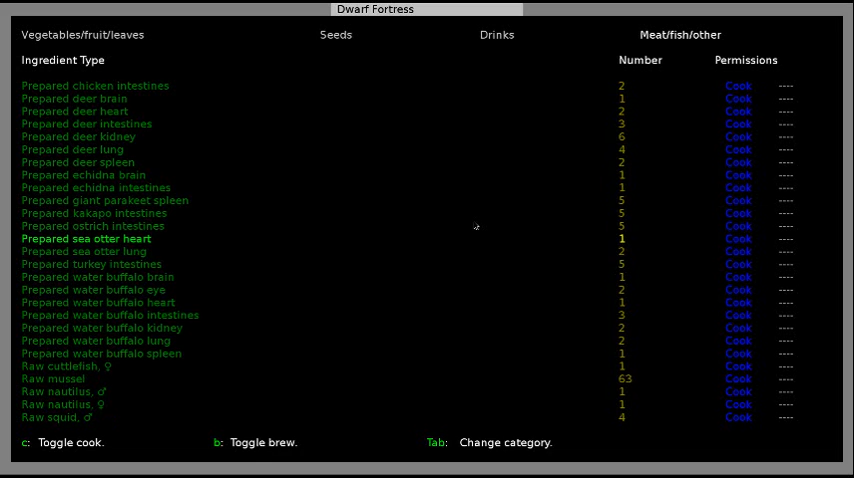 Dwarf Fortress
Vegetables/fruit/leaves Seeds Drinks Meat/fish/other
Ingredient Type Number Permissions
Prepared chicken intestines 2 Cook ----
Prepared deer brain 1 Cook ----
Prepared deer heart 2 Cook ----
Prepared deer intestines 3 Cook ----
Prepared deer kidney 6 Cook ----
Prepared deer lung 4 Cook ----
Prepared deer spleen 2 Cook ----
Prepared echidna brain 1 Cook ----
Prepared echidna intestines 1 Cook ----
Prepared giant parakeet spleen 5 Cook ----
Prepared kakapo intestines 5 Cook ----
Prepared ostrich intestines 5 Cook ----
Prepared sea otter heart 1 Cook ----
Prepared sea otter lung 2 Cook ----
Prepared turkey intestines 5 Cook ----
Prepared water buffalo brain 1 Cook ----
Prepared water buffalo eye 2 Cook ----
Prepared water buffalo heart 1 Cook ----
Prepared water buffalo intestines 3 Cook ----
Prepared water buffalo kidney 2 Cook ----
Prepared water buffalo lung 2 Cook ----
Prepared water buffalo spleen 1 Cook ----
Raw cuttlefish, ♀ 1 Cook ----
Raw mussel 63 Cook ----
Raw nautilus, ♂ 1 Cook ----
Raw nautilus, ♀ 1 Cook ----
Raw squid, ♂ 4 Cook ----
c: Toggle cook. b: Toggle brew. Tab: Change category.